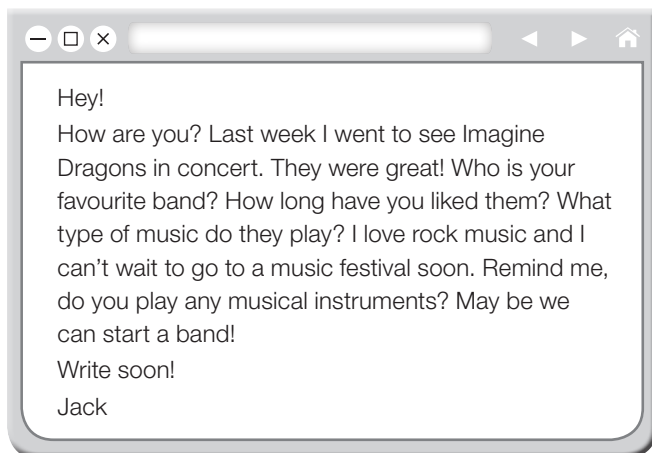 Hey!
How are you? Last week I went to see Imagine
Dragons in concert. They were great! Who is your
favourite band? How long have you liked them? What
type of music do they play? I love rock music and I
can’t wait to go to a music festival soon. Remind me,
do you play any musical instruments? May be we
can start a band!
Write soon!
Jack